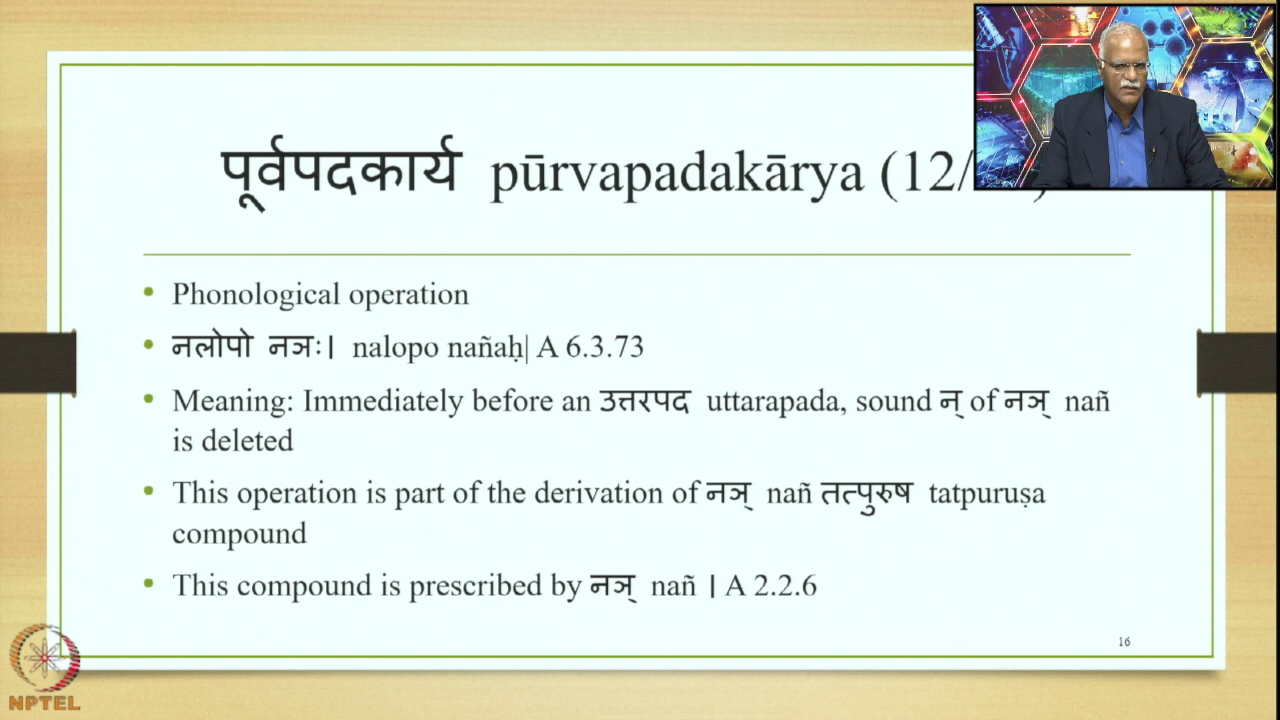 पूर्वपदकार्य pūrvapadakārya (12/
Phonological operation
नलोपो नञः। nalopo nañaḥ| A 6.3.73
Meaning: Immediately before an उत्तरपद uttarapada, sound न् of नञ् nañ
is deleted
This operation is part of the derivation of नञ् nañ तत्पुरुष tatpuruṣa
compound
This compound is prescribed by नञ् nañ । A 2.2.6
16
NPTEL